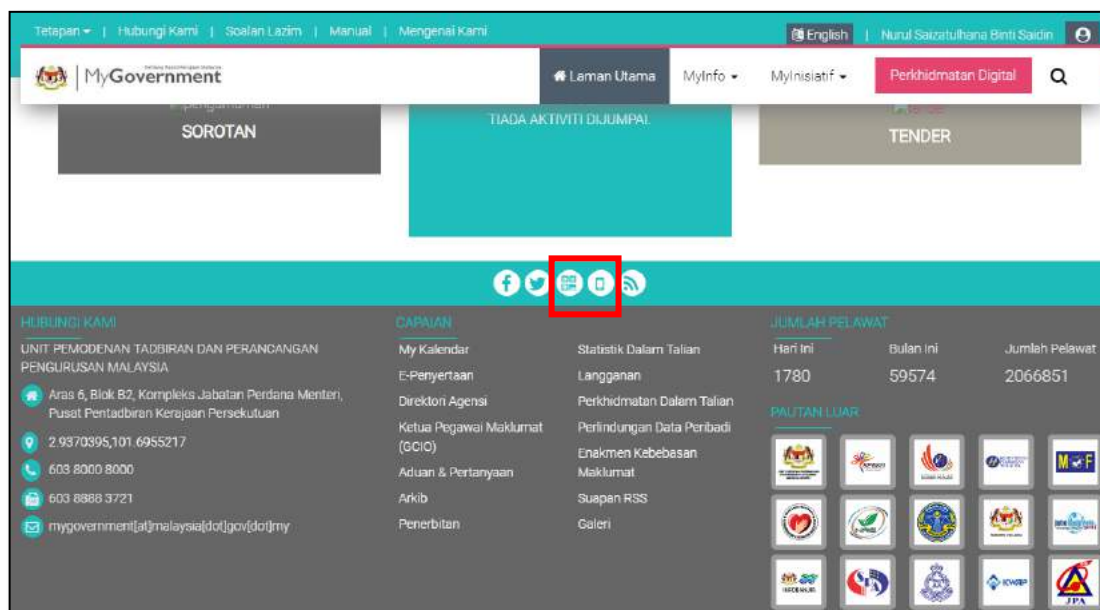 Tetapan | Hubungi Kami | Soalan Lazim | Manual | Mengenai Kami
English | Nurul Saizatulhana Binti Saidin
MyGovernment
Laman Utama
MyInfo
MyInisiatif
Perkhidmatan Digital
SOROTAN
TIADA AKTIVITI DIJUMPAI.
TENDER
HUBUNGI KAMI
UNIT PEMODENAN TADBIRAN DAN PERANCANGAN
PENGURUSAN MALAYSIA
Aras 6, Blok B2, Kompleks Jabatan Perdana Menteri,
Pusat Pentadbiran Kerajaan Persekutuan
2.9370395,101.6955217
603 8000 8000
603 8888 3721
mygovernment[at]malaysia[dot]gov[dot]my
CAPAIAN
My Kalendar
E-Penyertaan
Direktori Agensi
Ketua Pegawai Maklumat
(GCIO)
Aduan & Pertanyaan
Arkib
Penerbitan
Statistik Dalam Talian
Langganan
Perkhidmatan Dalam Talian
Perlindungan Data Peribadi
Enakmen Kebebasan
Maklumat
Suapan RSS
Galeri
JUMLAH PELAWAT
Hari Ini
Bulan Ini
Jumlah Pelawat
1780
59574
2066851
PAUTAN LUAR
JPA